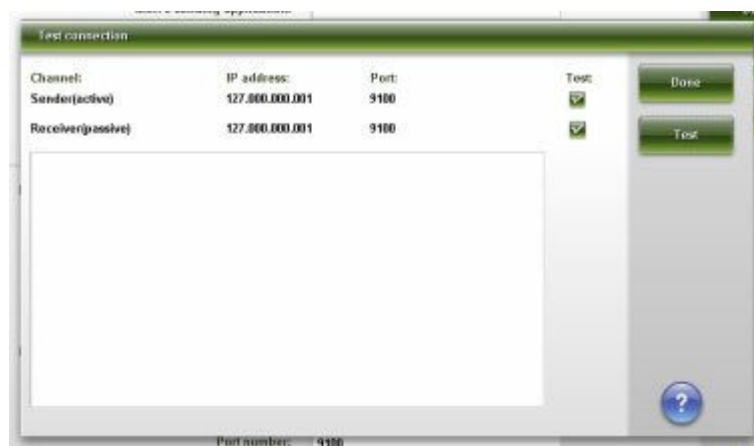 Test connection
Channel: IP address: Port: Test:
Sender(active) 127.000.000.001 9100
Receiver(passive) 127.000.000.001 9100
Done
Test
?
Port number: 9100